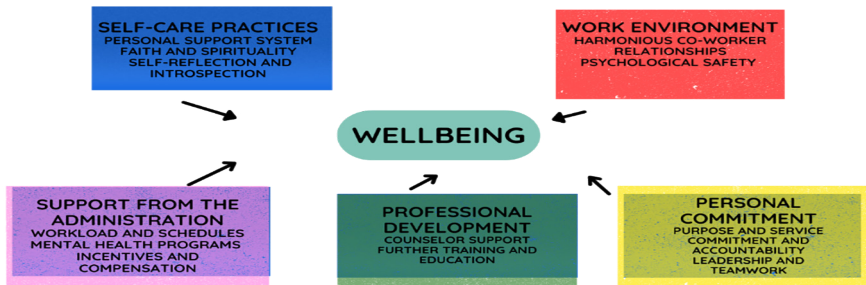 SELF-CARE PRACTICES
PERSONAL SUPPORT SYSTEM
FAITH AND SPIRITUALITY
SELF-REFLECTION AND
INTROSPECTION
WORK ENVIRONMENT
HARMONIOUS CO-WORKER
RELATIONSHIPS
PSYCHOLOGICAL SAFETY
WELLBEING
SUPPORT FROM THE
ADMINISTRATION
WORKLOAD AND SCHEDULES
MENTAL HEALTH PROGRAMS
INCENTIVES AND
COMPENSATION
PROFESSIONAL
DEVELOPMENT
COUNSELOR SUPPORT
FURTHER TRAINING AND
EDUCATION
PERSONAL
COMMITMENT
PURPOSE AND SERVICE
COMMITMENT AND
ACCOUNTABILITY
LEADERSHIP AND
TEAMWORK